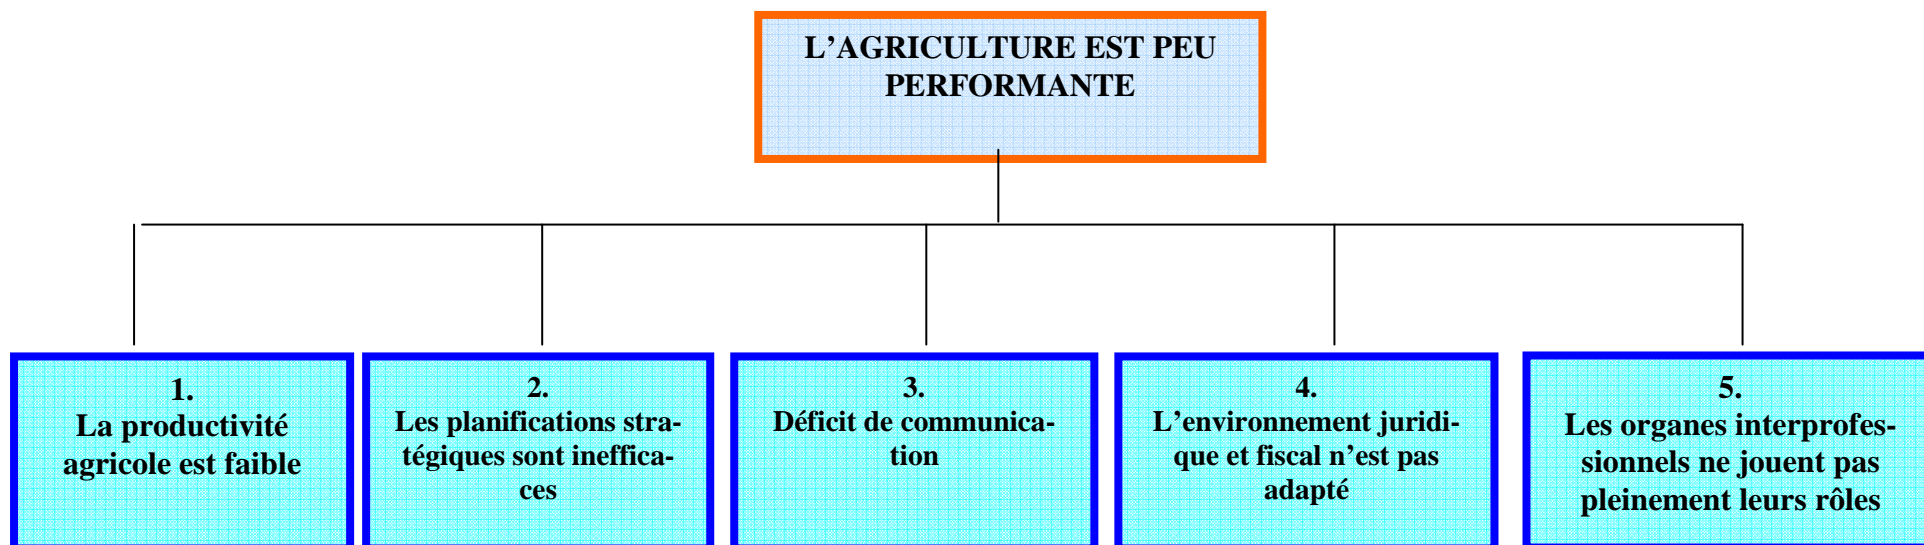 L’AGRICULTURE EST PEU
PERFORMANTE
1.
La productivité
agricole est faible
2.
Les planifications stra-
tégiques sont ineffica-
ces
3.
Déficit de communica-
tion
4.
L’environnement juridi-
que et fiscal n’est pas
adapté
5.
Les organes interprofes-
sionnels ne jouent pas
pleinement leurs rôles